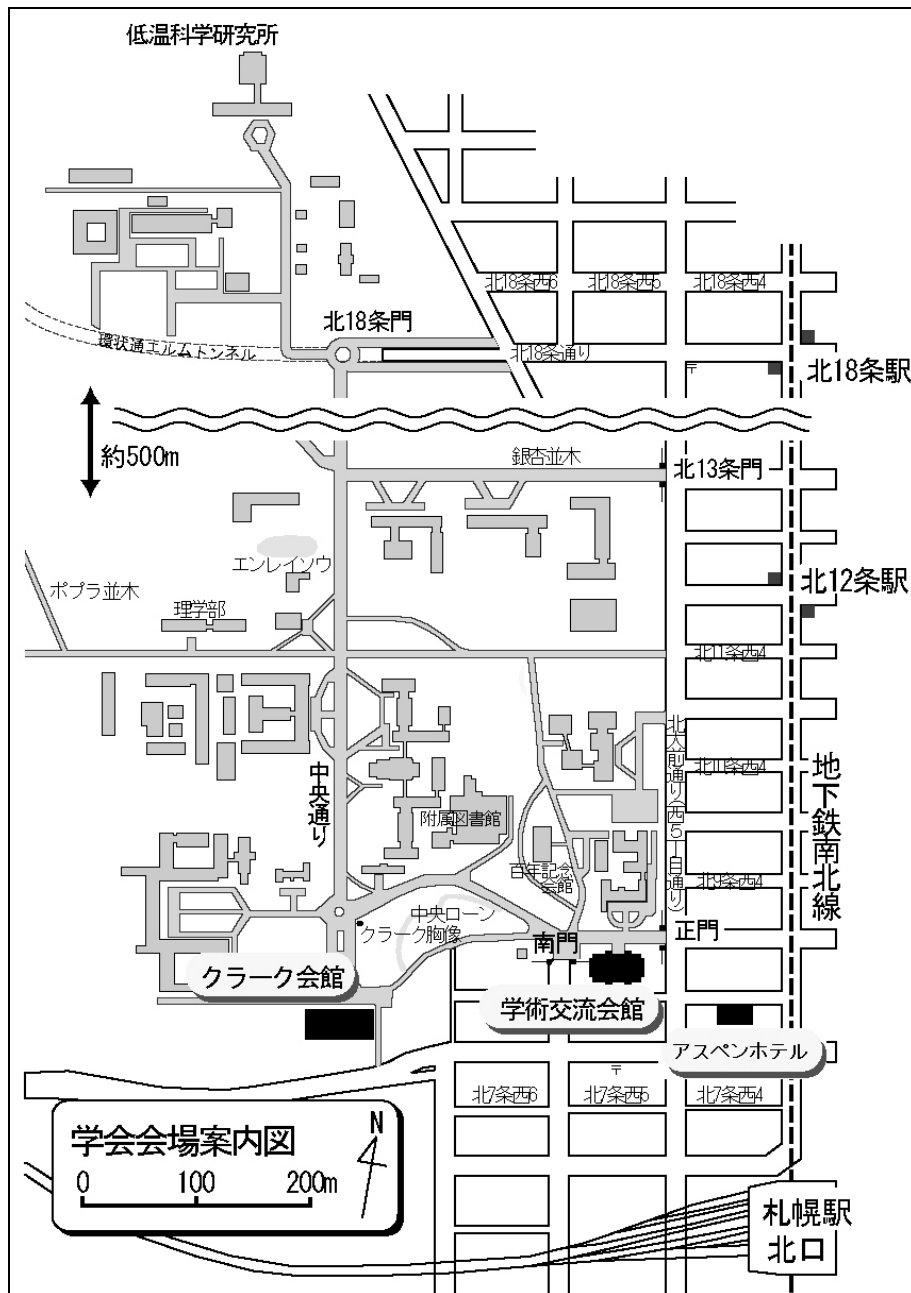 低温科学研究所
北18条西6
北18条西5
北18条西4
北18条門
環状通エルムトンネル
北18条通り
〒
北18条駅
約500m
銀杏並木
北13条門
エンレイソウ
ポプラ並木
理学部
北12条駅
北11条西4
北大前通り(西5丁目通り)
北10条西4
地下鉄南北線
中央通り
附属図書館
百年記念
会館
北9条西4
中央ローン
クラーク胸像
南門
正門
クラーク会館
学術交流会館
アスペンホテル
〒
北7条西6
北7条西5
北7条西4
学会会場案内図
N
0 100 200m
札幌駅
北口